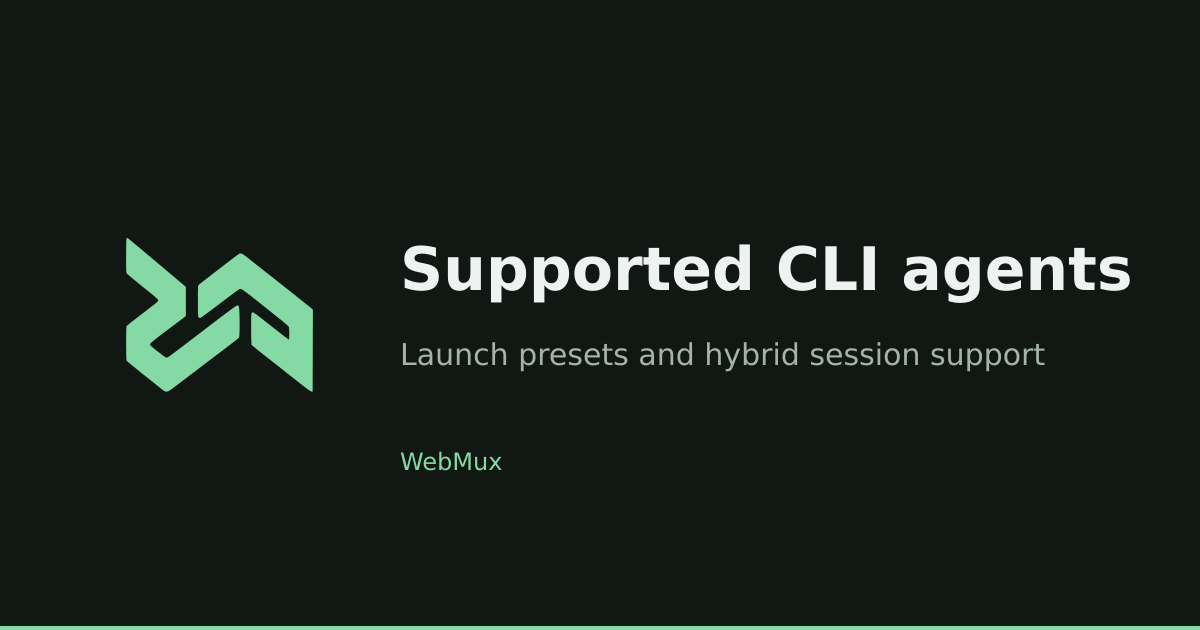 Supported CLI agents
Launch presets and hybrid session support
WebMux